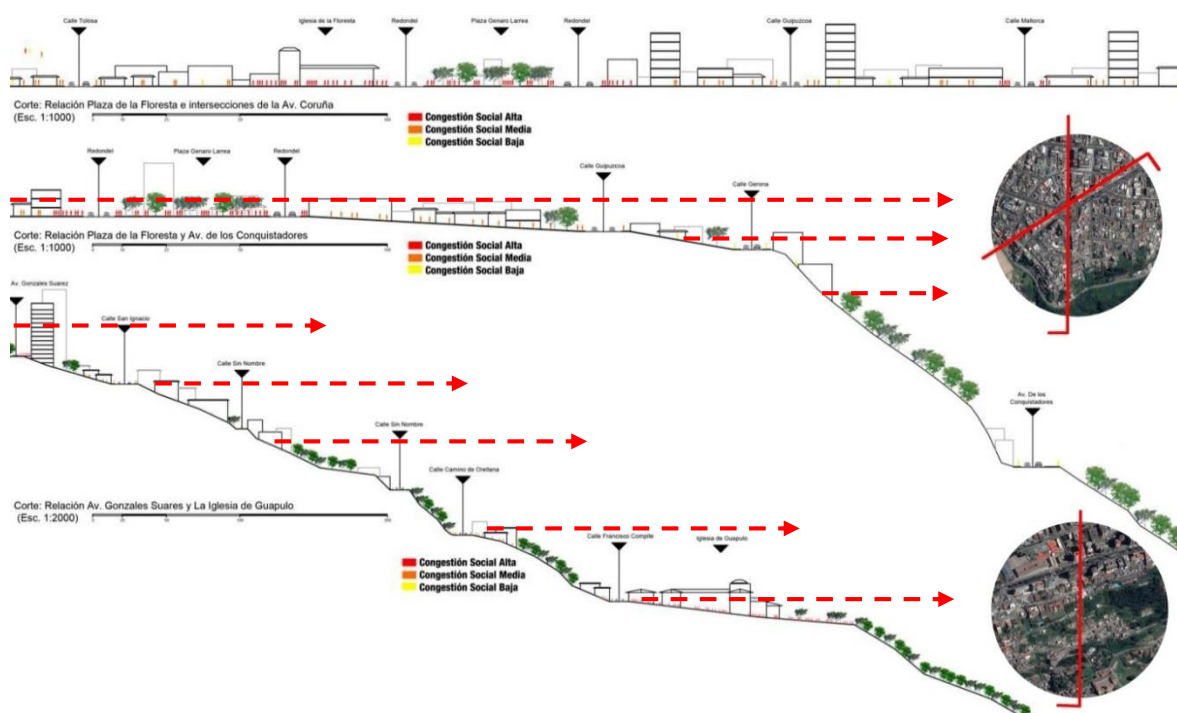 Calle Tolosa
Iglesia de la Floresta
Redondel
Plaza Genaro Larrea
Redondel
Calle Guipuzcoa
Calle Mallorca
Corte: Relación Plaza de la Floresta e intersecciones de la Av. Coruña
(Esc. 1:1000)
Congestión Social Alta
Congestión Social Media
Congestión Social Baja
Redondel
Plaza Genaro Larrea
Redondel
Calle Guipuzcoa
Calle Gerona
Corte: Relación Plaza de la Floresta y Av. de los Conquistadores
(Esc. 1:1000)
Congestión Social Alta
Congestión Social Media
Congestión Social Baja
Av. Gonzales Suarez
Calle San Ignacio
Calle Sin Nombre
Calle Sin Nombre
Av. De los
Conquistadores
Calle Camino de Orellana
Corte: Relación Av. Gonzales Suares y La Iglesia de Guapulo
(Esc. 1:2000)
Calle Francisco Compte
Iglesia de Guapulo
Congestión Social Alta
Congestión Social Media
Congestión Social Baja